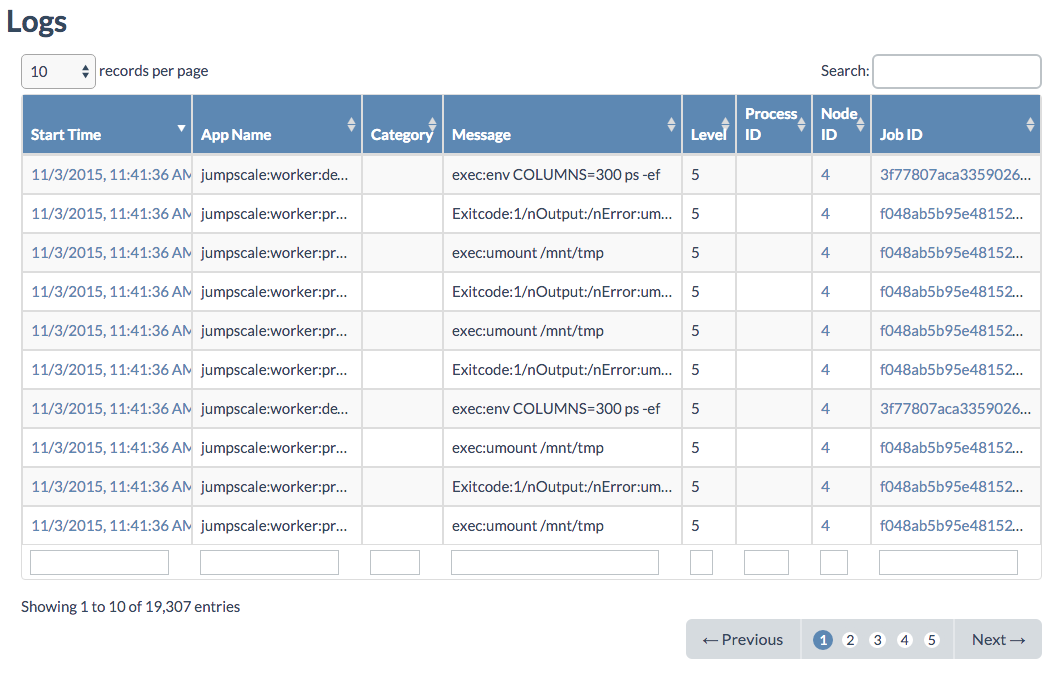 Logs
10 records per page Search:
Start Time App Name Category Message Level Process ID Node ID Job ID
11/3/2015, 11:41:36 AM jumpscale:worker:de... exec:env COLUMNS=300 ps -ef 5 4 3f77807aca3359026...
11/3/2015, 11:41:36 AM jumpscale:worker:pr... Exitcode:1/nOutput:/nError:um... 5 4 f048ab5b95e48152...
11/3/2015, 11:41:36 AM jumpscale:worker:pr... exec:umount /mnt/tmp 5 4 f048ab5b95e48152...
11/3/2015, 11:41:36 AM jumpscale:worker:pr... Exitcode:1/nOutput:/nError:um... 5 4 f048ab5b95e48152...
11/3/2015, 11:41:36 AM jumpscale:worker:pr... exec:umount /mnt/tmp 5 4 f048ab5b95e48152...
11/3/2015, 11:41:36 AM jumpscale:worker:pr... Exitcode:1/nOutput:/nError:um... 5 4 f048ab5b95e48152...
11/3/2015, 11:41:36 AM jumpscale:worker:de... exec:env COLUMNS=300 ps -ef 5 4 3f77807aca3359026...
11/3/2015, 11:41:36 AM jumpscale:worker:pr... exec:umount /mnt/tmp 5 4 f048ab5b95e48152...
11/3/2015, 11:41:36 AM jumpscale:worker:pr... Exitcode:1/nOutput:/nError:um... 5 4 f048ab5b95e48152...
11/3/2015, 11:41:36 AM jumpscale:worker:pr... exec:umount /mnt/tmp 5 4 f048ab5b95e48152...
Showing 1 to 10 of 19,307 entries
← Previous 1 2 3 4 5 Next →